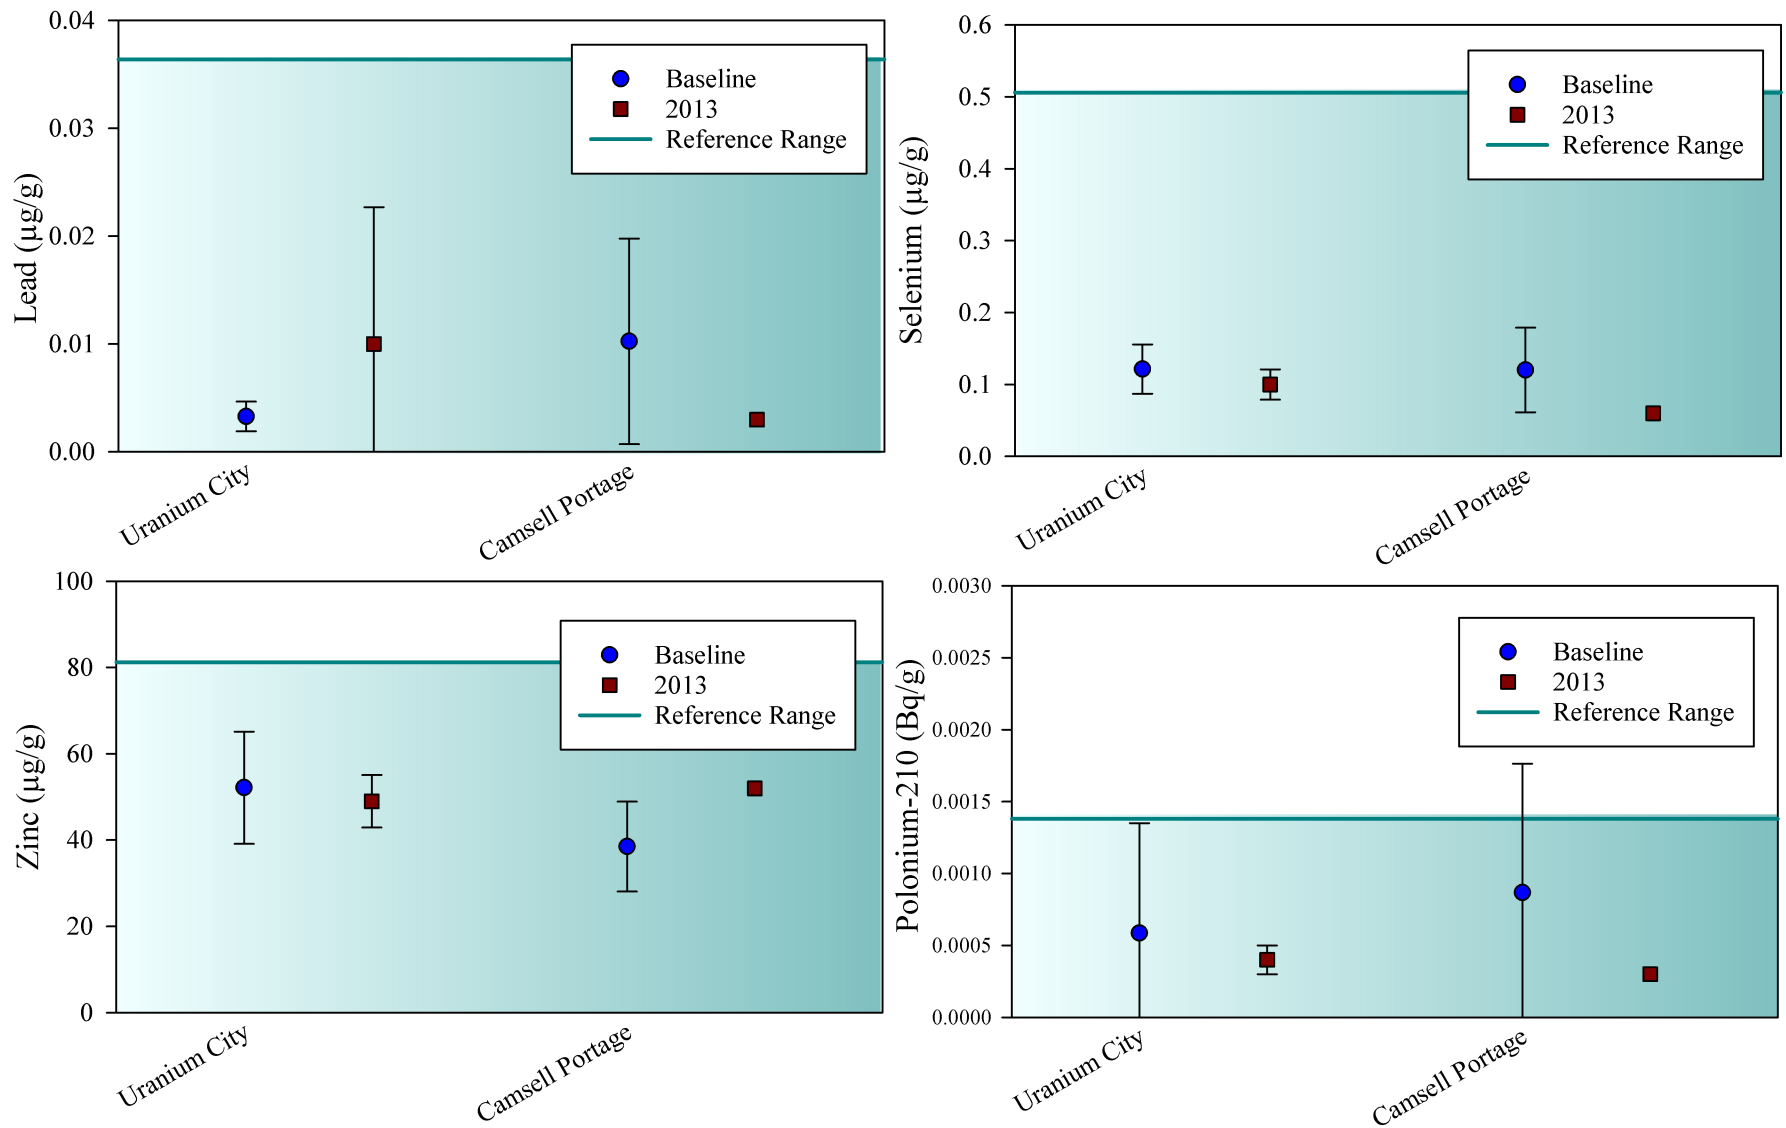 0.04
0.03
0.02
0.01
0.00
Lead (µg/g)
Baseline
2013
Reference Range
Uranium City
Camsell Portage
0.6
0.5
0.4
0.3
0.2
0.1
0.0
Selenium (µg/g)
Baseline
2013
Reference Range
Uranium City
Camsell Portage
100
80
60
40
20
0
Zinc (µg/g)
Baseline
2013
Reference Range
Uranium City
Camsell Portage
0.0030
0.0025
0.0020
0.0015
0.0010
0.0005
0.0000
Polonium-210 (Bq/g)
Baseline
2013
Reference Range
Uranium City
Camsell Portage